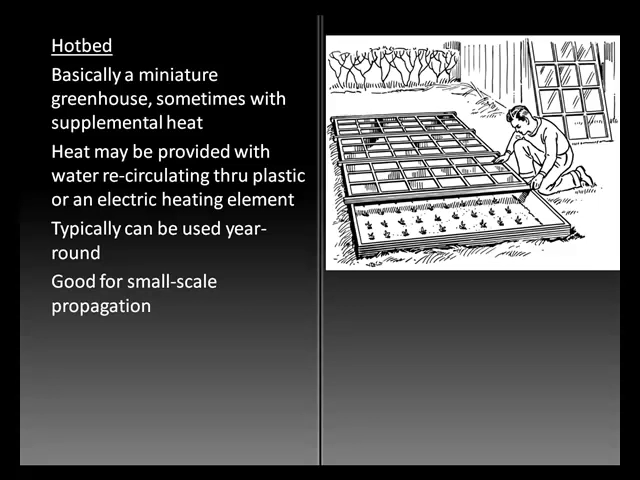 Hotbed
Basically a miniature
greenhouse, sometimes with
supplemental heat
Heat may be provided with
water re-circulating thru plastic
or an electric heating element
Typically can be used year-
round
Good for small-scale
propagation